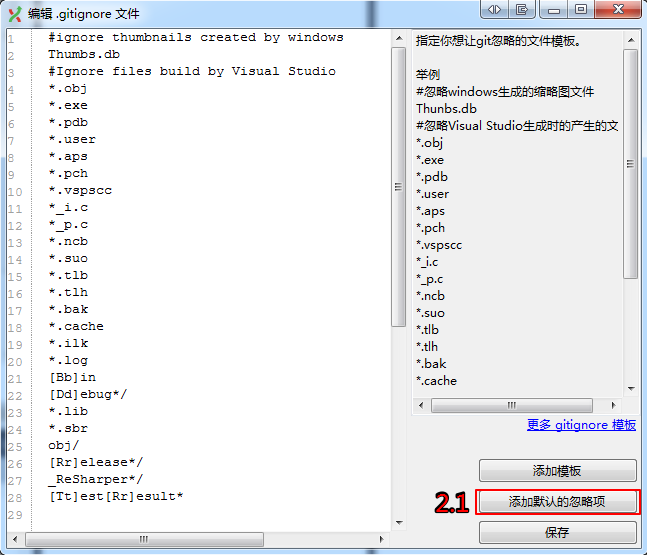 编辑 .gitignore 文件
1 #ignore thumbnails created by windows
2 Thumbs.db
3 #Ignore files build by Visual Studio
4 *.obj
5 *.exe
6 *.pdb
7 *.user
8 *.aps
9 *.pch
10 *.vspscc
11 *_i.c
12 *_p.c
13 *.ncb
14 *.suo
15 *.tlb
16 *.tlh
17 *.bak
18 *.cache
19 *.ilk
20 *.log
21 [Bb]in
22 [Dd]ebug*/
23 *.lib
24 *.sbr
25 obj/
26 [Rr]elease*/
27 _ReSharper*/
28 [Tt]est[Rr]esult*
29
指定你想让git忽略的文件模板。
举例
#忽略windows生成的缩略图文件
Thunbs.db
#忽略Visual Studio生成时的产生的文
*.obj
*.exe
*.pdb
*.user
*.aps
*.pch
*.vspscc
*_i.c
*_p.c
*.ncb
*.suo
*.tlb
*.tlh
*.bak
*.cache
更多 gitignore 模板
添加模板
2.1 添加默认的忽略项
保存